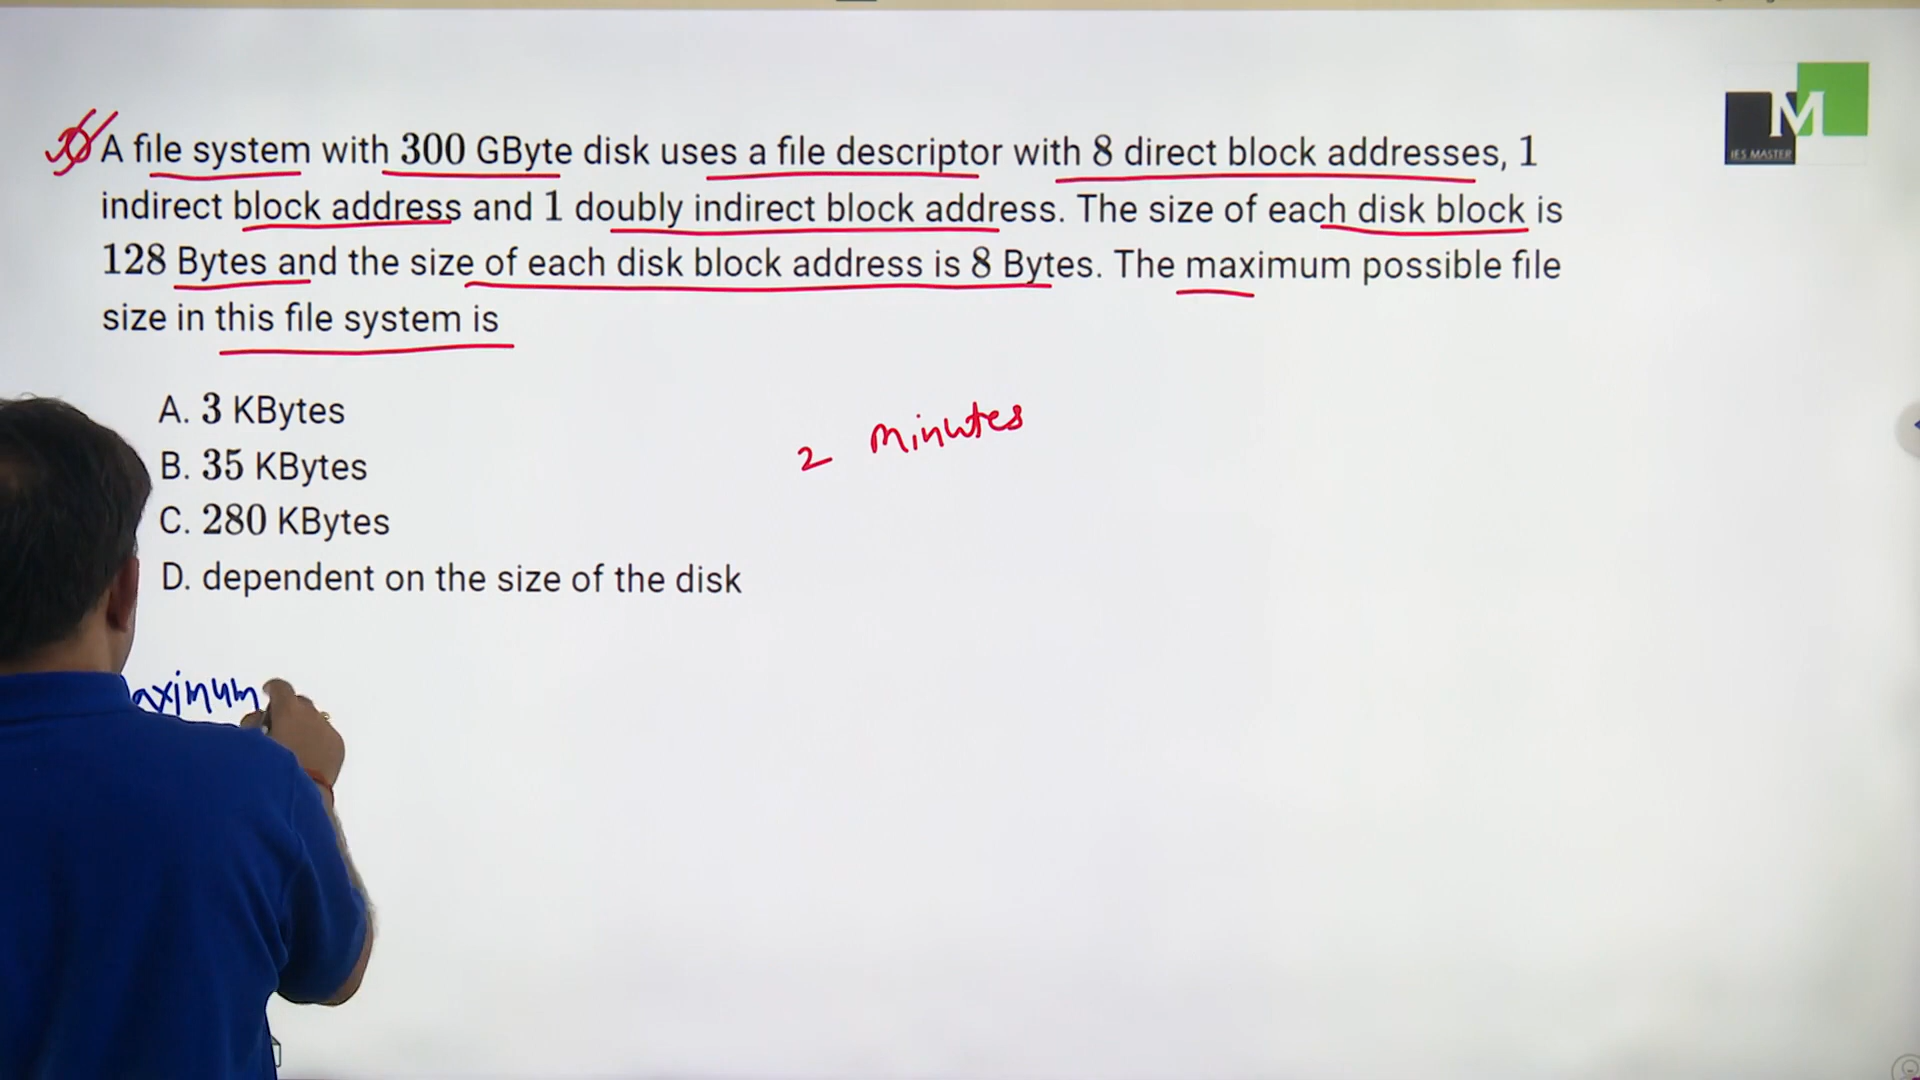 A file system with 300 GByte disk uses a file descriptor with 8 direct block addresses, 1
indirect block address and 1 doubly indirect block address. The size of each disk block is
128 Bytes and the size of each disk block address is 8 Bytes. The maximum possible file
size in this file system is
A. 3 KBytes
B. 35 KBytes
C. 280 KBytes
D. dependent on the size of the disk
2 Minutes
aximum
M
IES MASTER